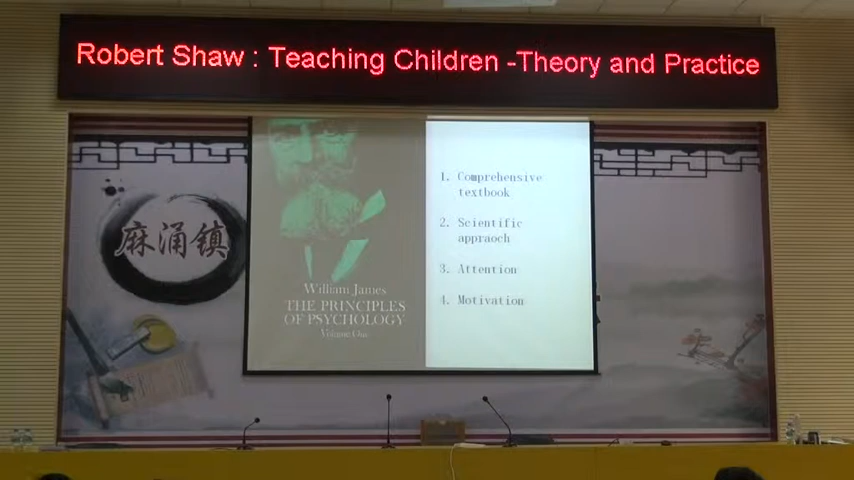 Robert Shaw : Teaching Children -Theory and Practice
麻涌镇
William James
THE PRINCIPLES
OF PSYCHOLOGY
Volume One
1. Comprehensive
textbook
2. Scientific
appraoch
3. Attention
4. Motivation